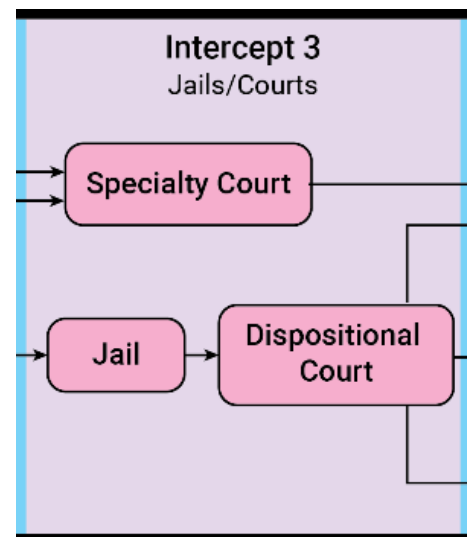 Intercept 3
Jails/Courts
Specialty Court
Jail
Dispositional
Court